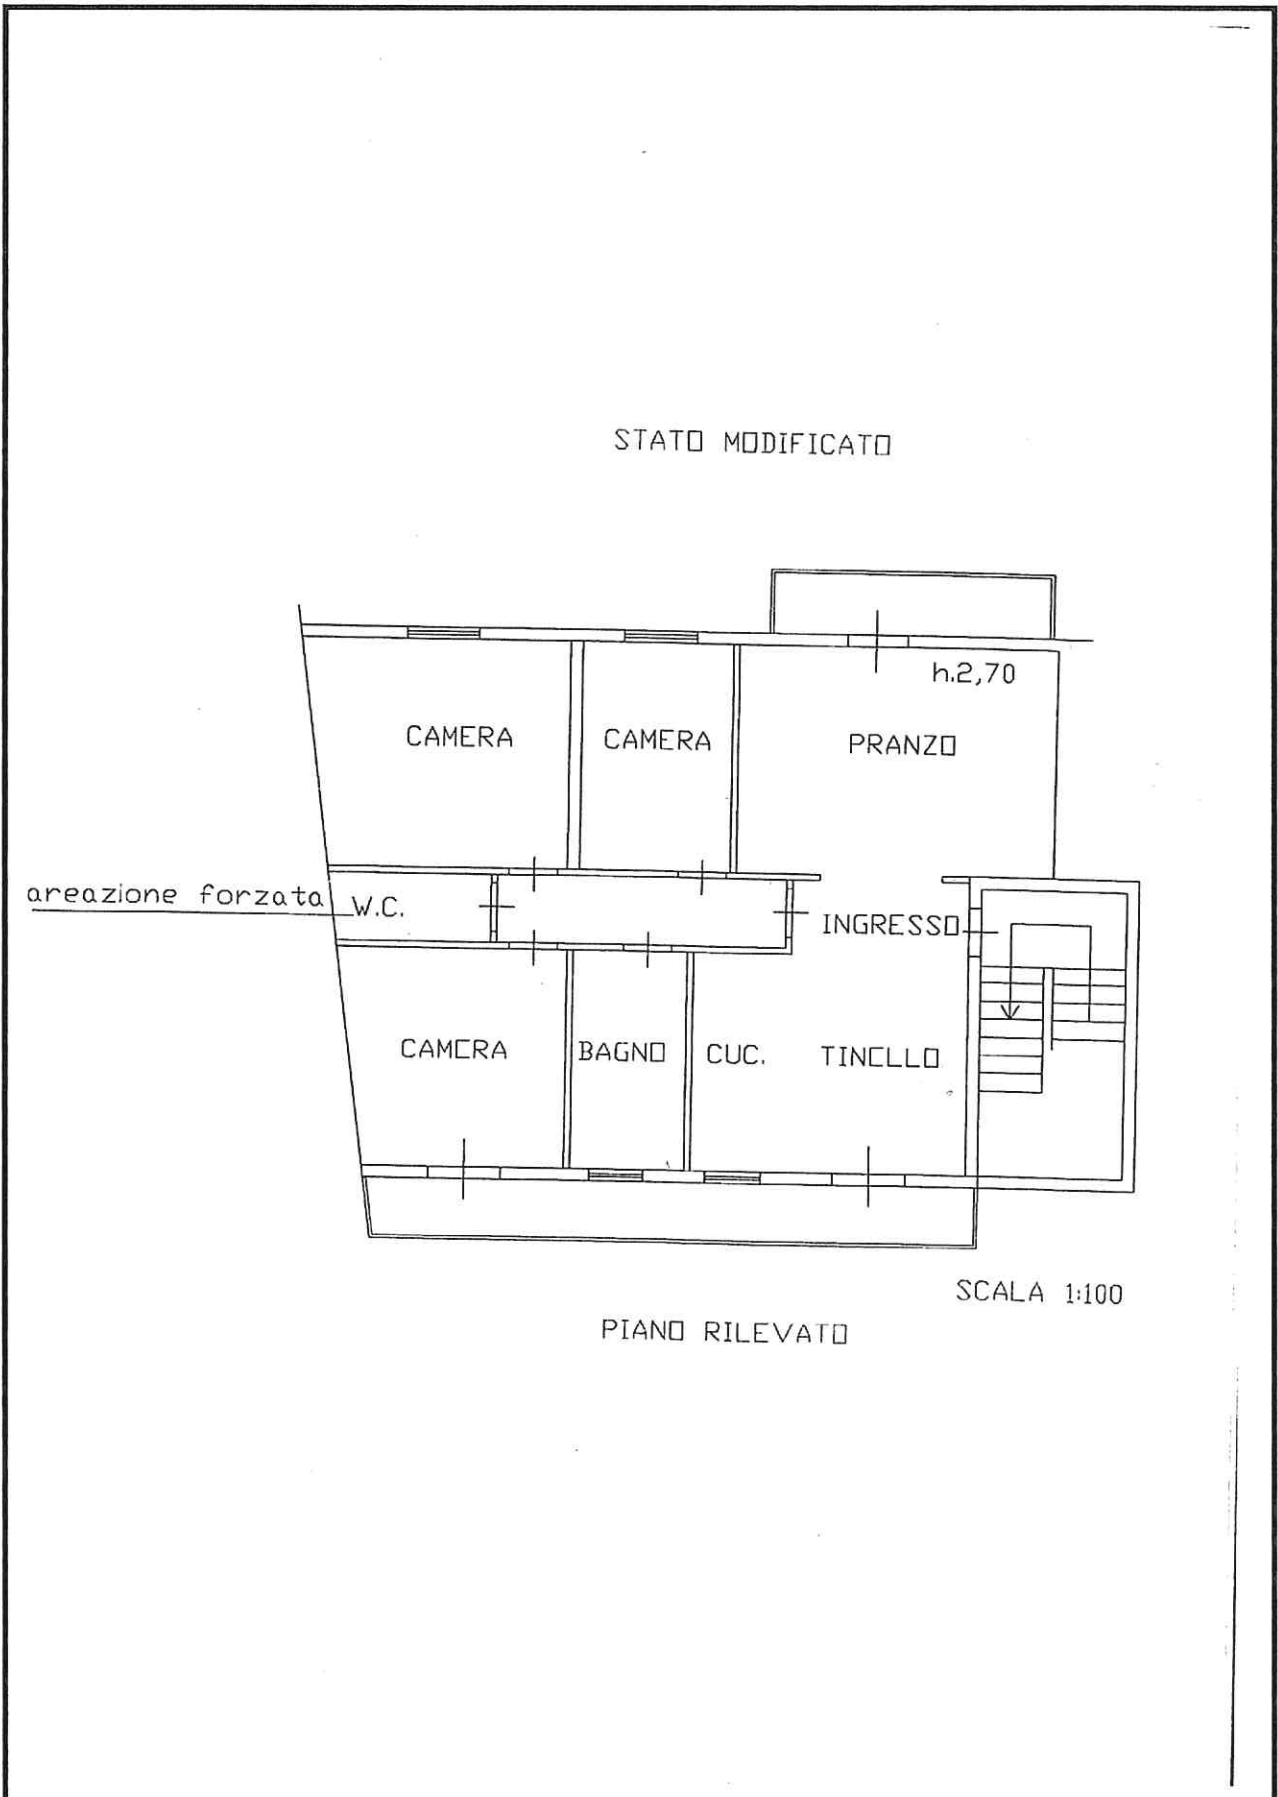 STATO MODIFICATO
h.2,70
CAMERA
CAMERA
PRANZO
areazione forzata
W.C.
INGRESSO
CAMERA
BAGNO
CUC.
TINELLO
SCALA 1:100
PIANO RILEVATO